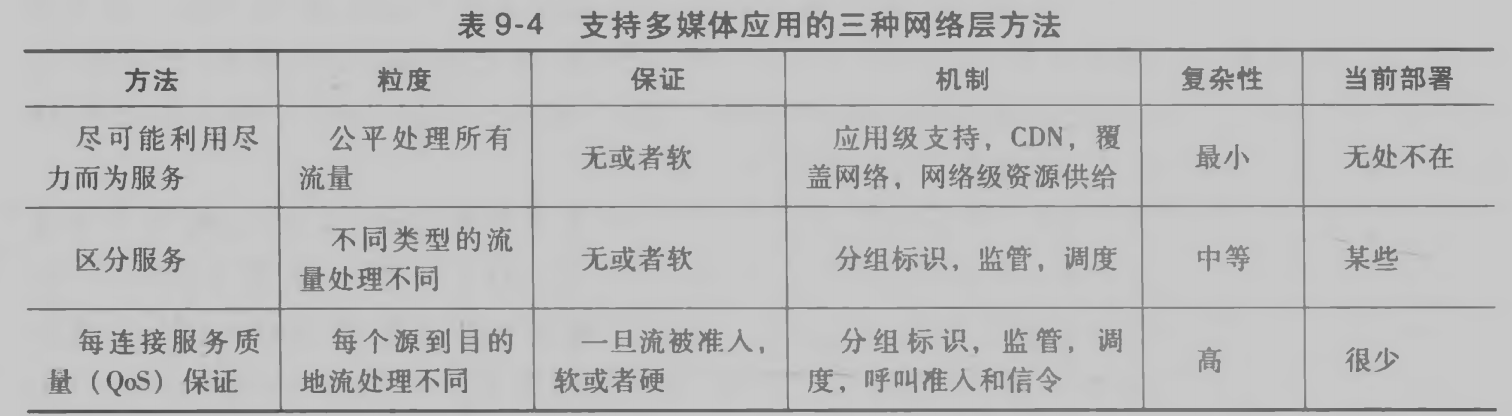 表 9-4 支持多媒体应用的三种网络层方法
方法 粒度 保证 机制 复杂性 当前部署
尽可能利用尽 公平处理所有 无或者软 应用级支持，CDN，覆 最小 无处不在
力而为服务 流量 盖网络，网络级资源供给
区分服务 不同类型的流 无或者软 分组标识，监管，调度 中等 某些
量处理不同
每连接服务质 每个源到目的 一旦流被准入， 分组标识，监管，调 高 很少
量（QoS）保证 地流处理不同 软或者硬 度，呼叫准入和信令